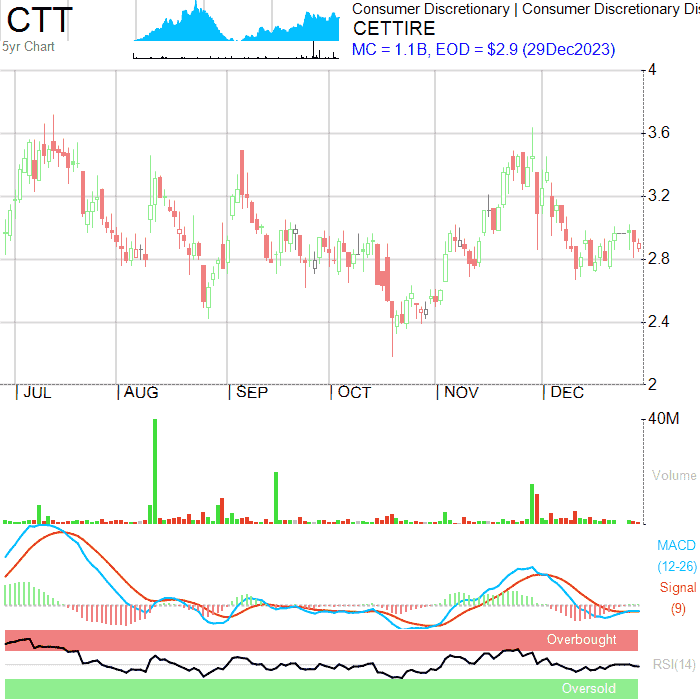 CTT
5yr Chart
Consumer Discretionary | Consumer Discretionary Dis
CETTIRE
MC = 1.1B, EOD = $2.9 (29Dec2023)
4
3.6
3.2
2.8
2.4
2
JUL
AUG
SEP
OCT
NOV
DEC
40M
Volume
MACD
(12-26)
Signal
(9)
Overbought
RSI(14)
Oversold